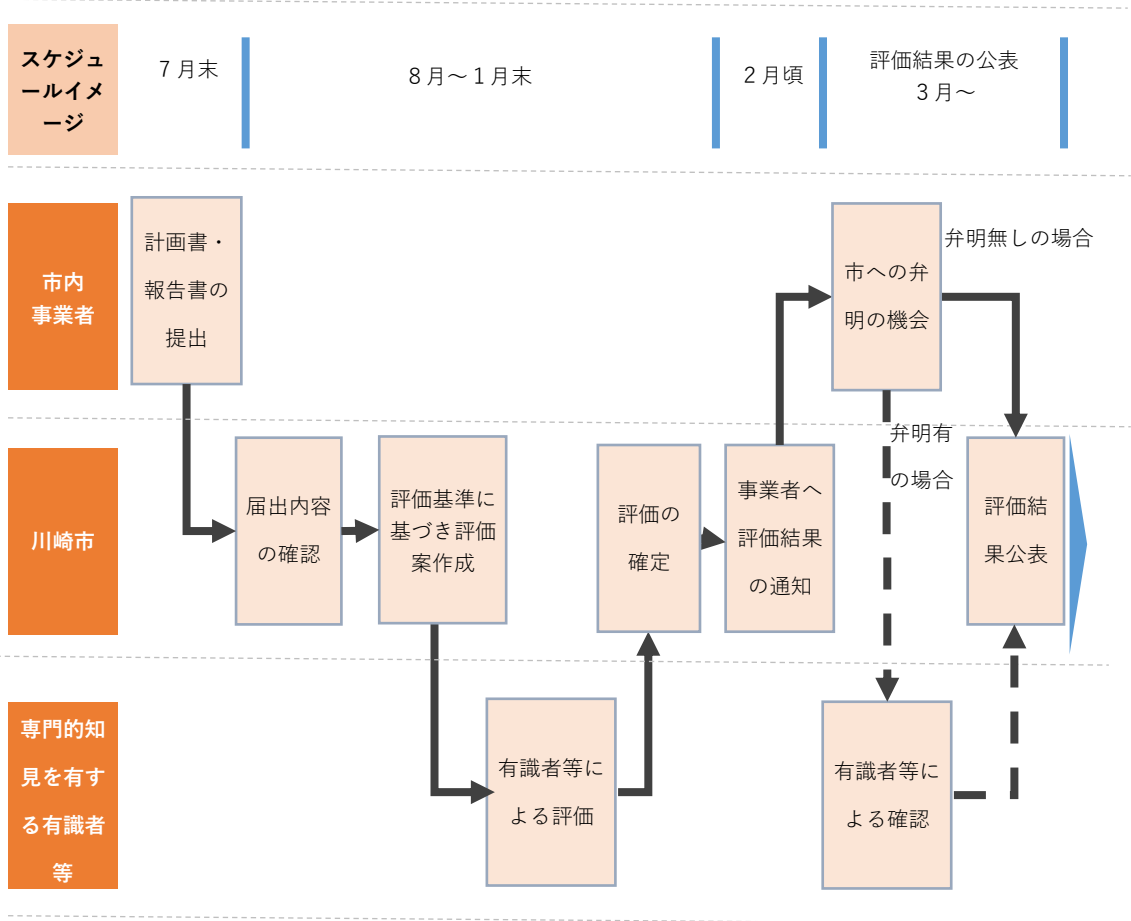 スケジュ
ールイメ
ージ
７月末
８月～１月末
２月頃
評価結果の公表
３月～
市内
事業者
計画書・
報告書の
提出
市への弁
明の機会
弁明無しの場合
川崎市
届出内容
の確認
評価基準に
基づき評価
案作成
評価の
確定
事業者へ
評価結果
の通知
弁明有
の場合
評価結
果公表
専門的知
見を有す
る有識者
等
有識者等に
よる評価
有識者等に
よる確認